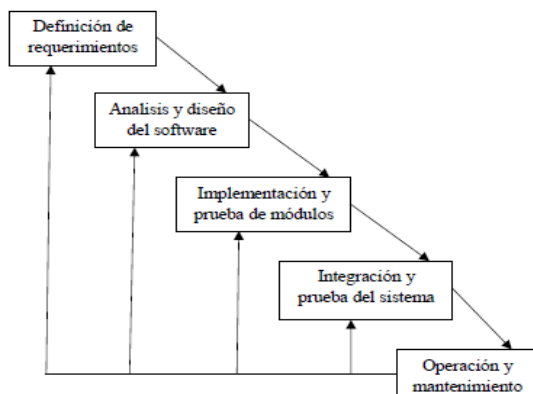 Definición de
requerimientos
Analisis y diseño
del software
Implementación y
prueba de módulos
Integración y
prueba del sistema
Operación y
mantenimiento